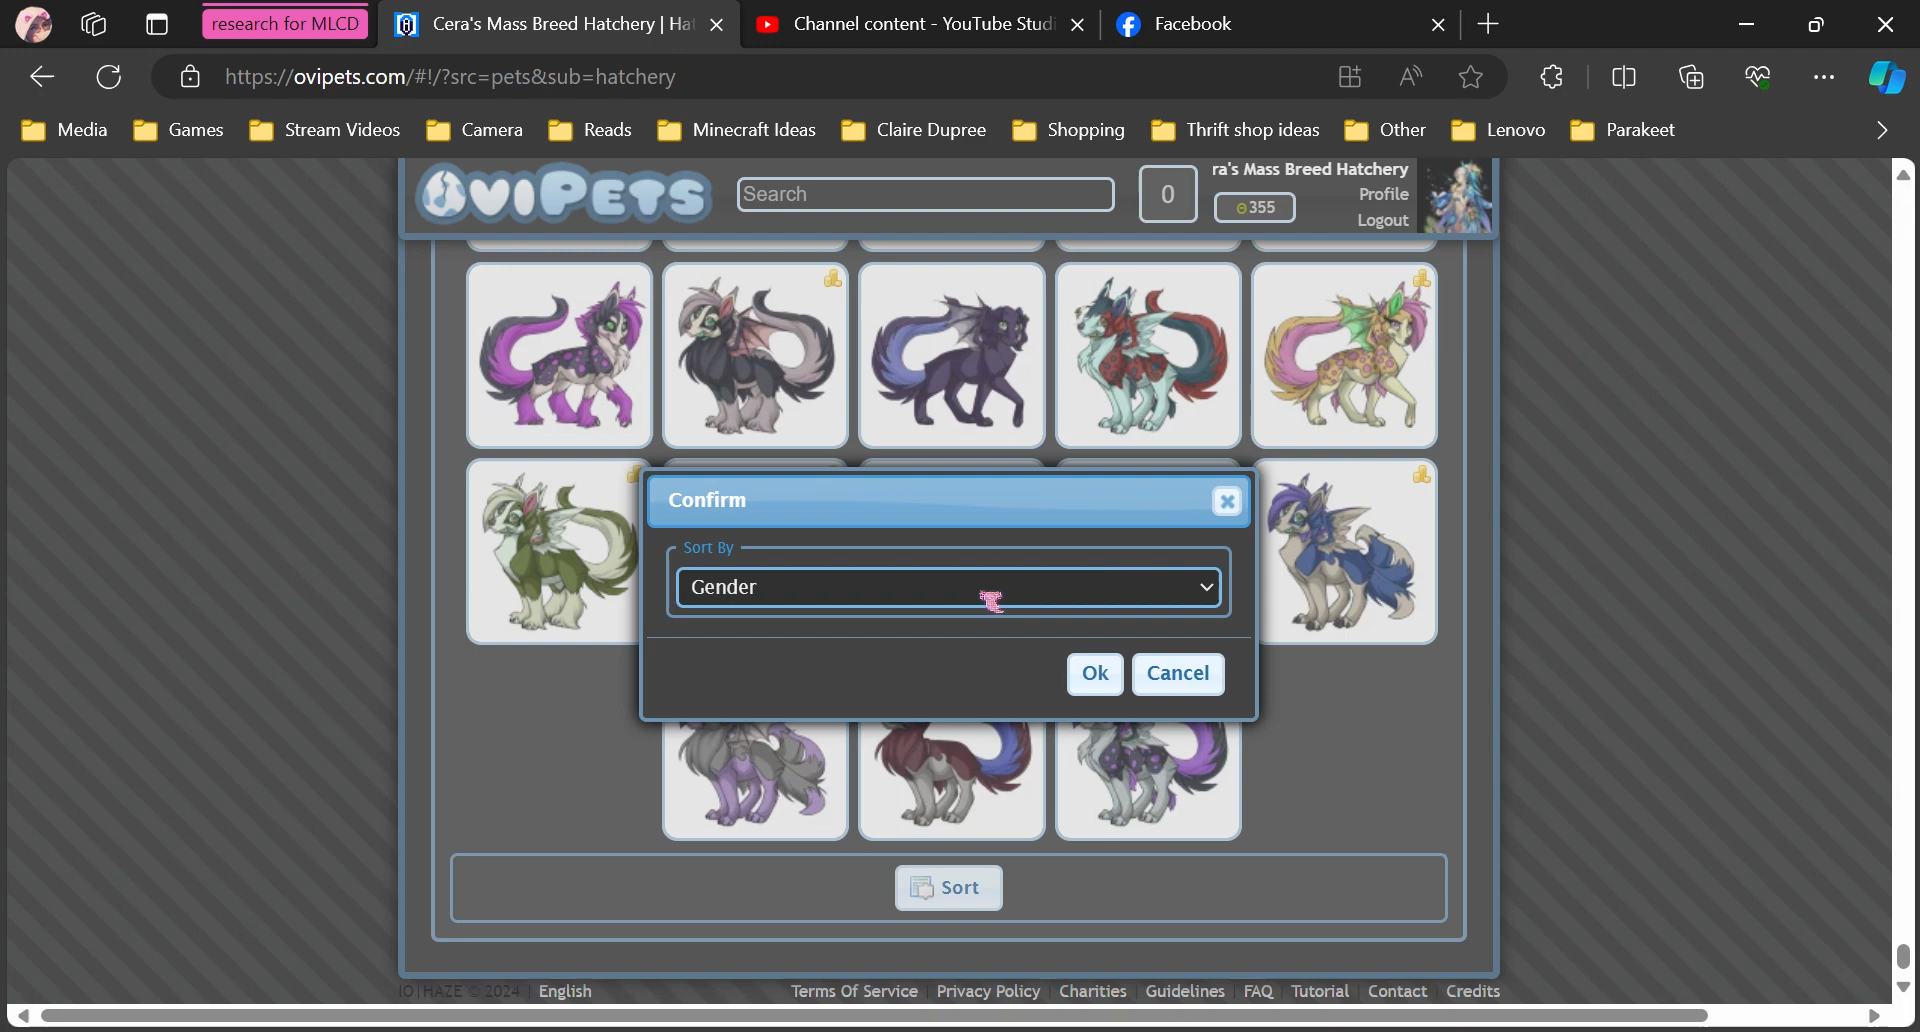 research for MLCD
Cera's Mass Breed Hatchery | Hat
Channel content - YouTube Studi
Facebook
https://ovipets.com/#!/?src=pets&sub=hatchery
Media
Games
Stream Videos
Camera
Reads
Minecraft Ideas
Claire Dupree
Shopping
Thrift shop ideas
Other
Lenovo
Parakeet
OviPets
Search
0
ra's Mass Breed Hatchery
355
Profile
Logout
Confirm
Sort By
Gender
Ok
Cancel
Sort
IO|HAZE © 2024
English
Terms Of Service
Privacy Policy
Charities
Guidelines
FAQ
Tutorial
Contact
Credits